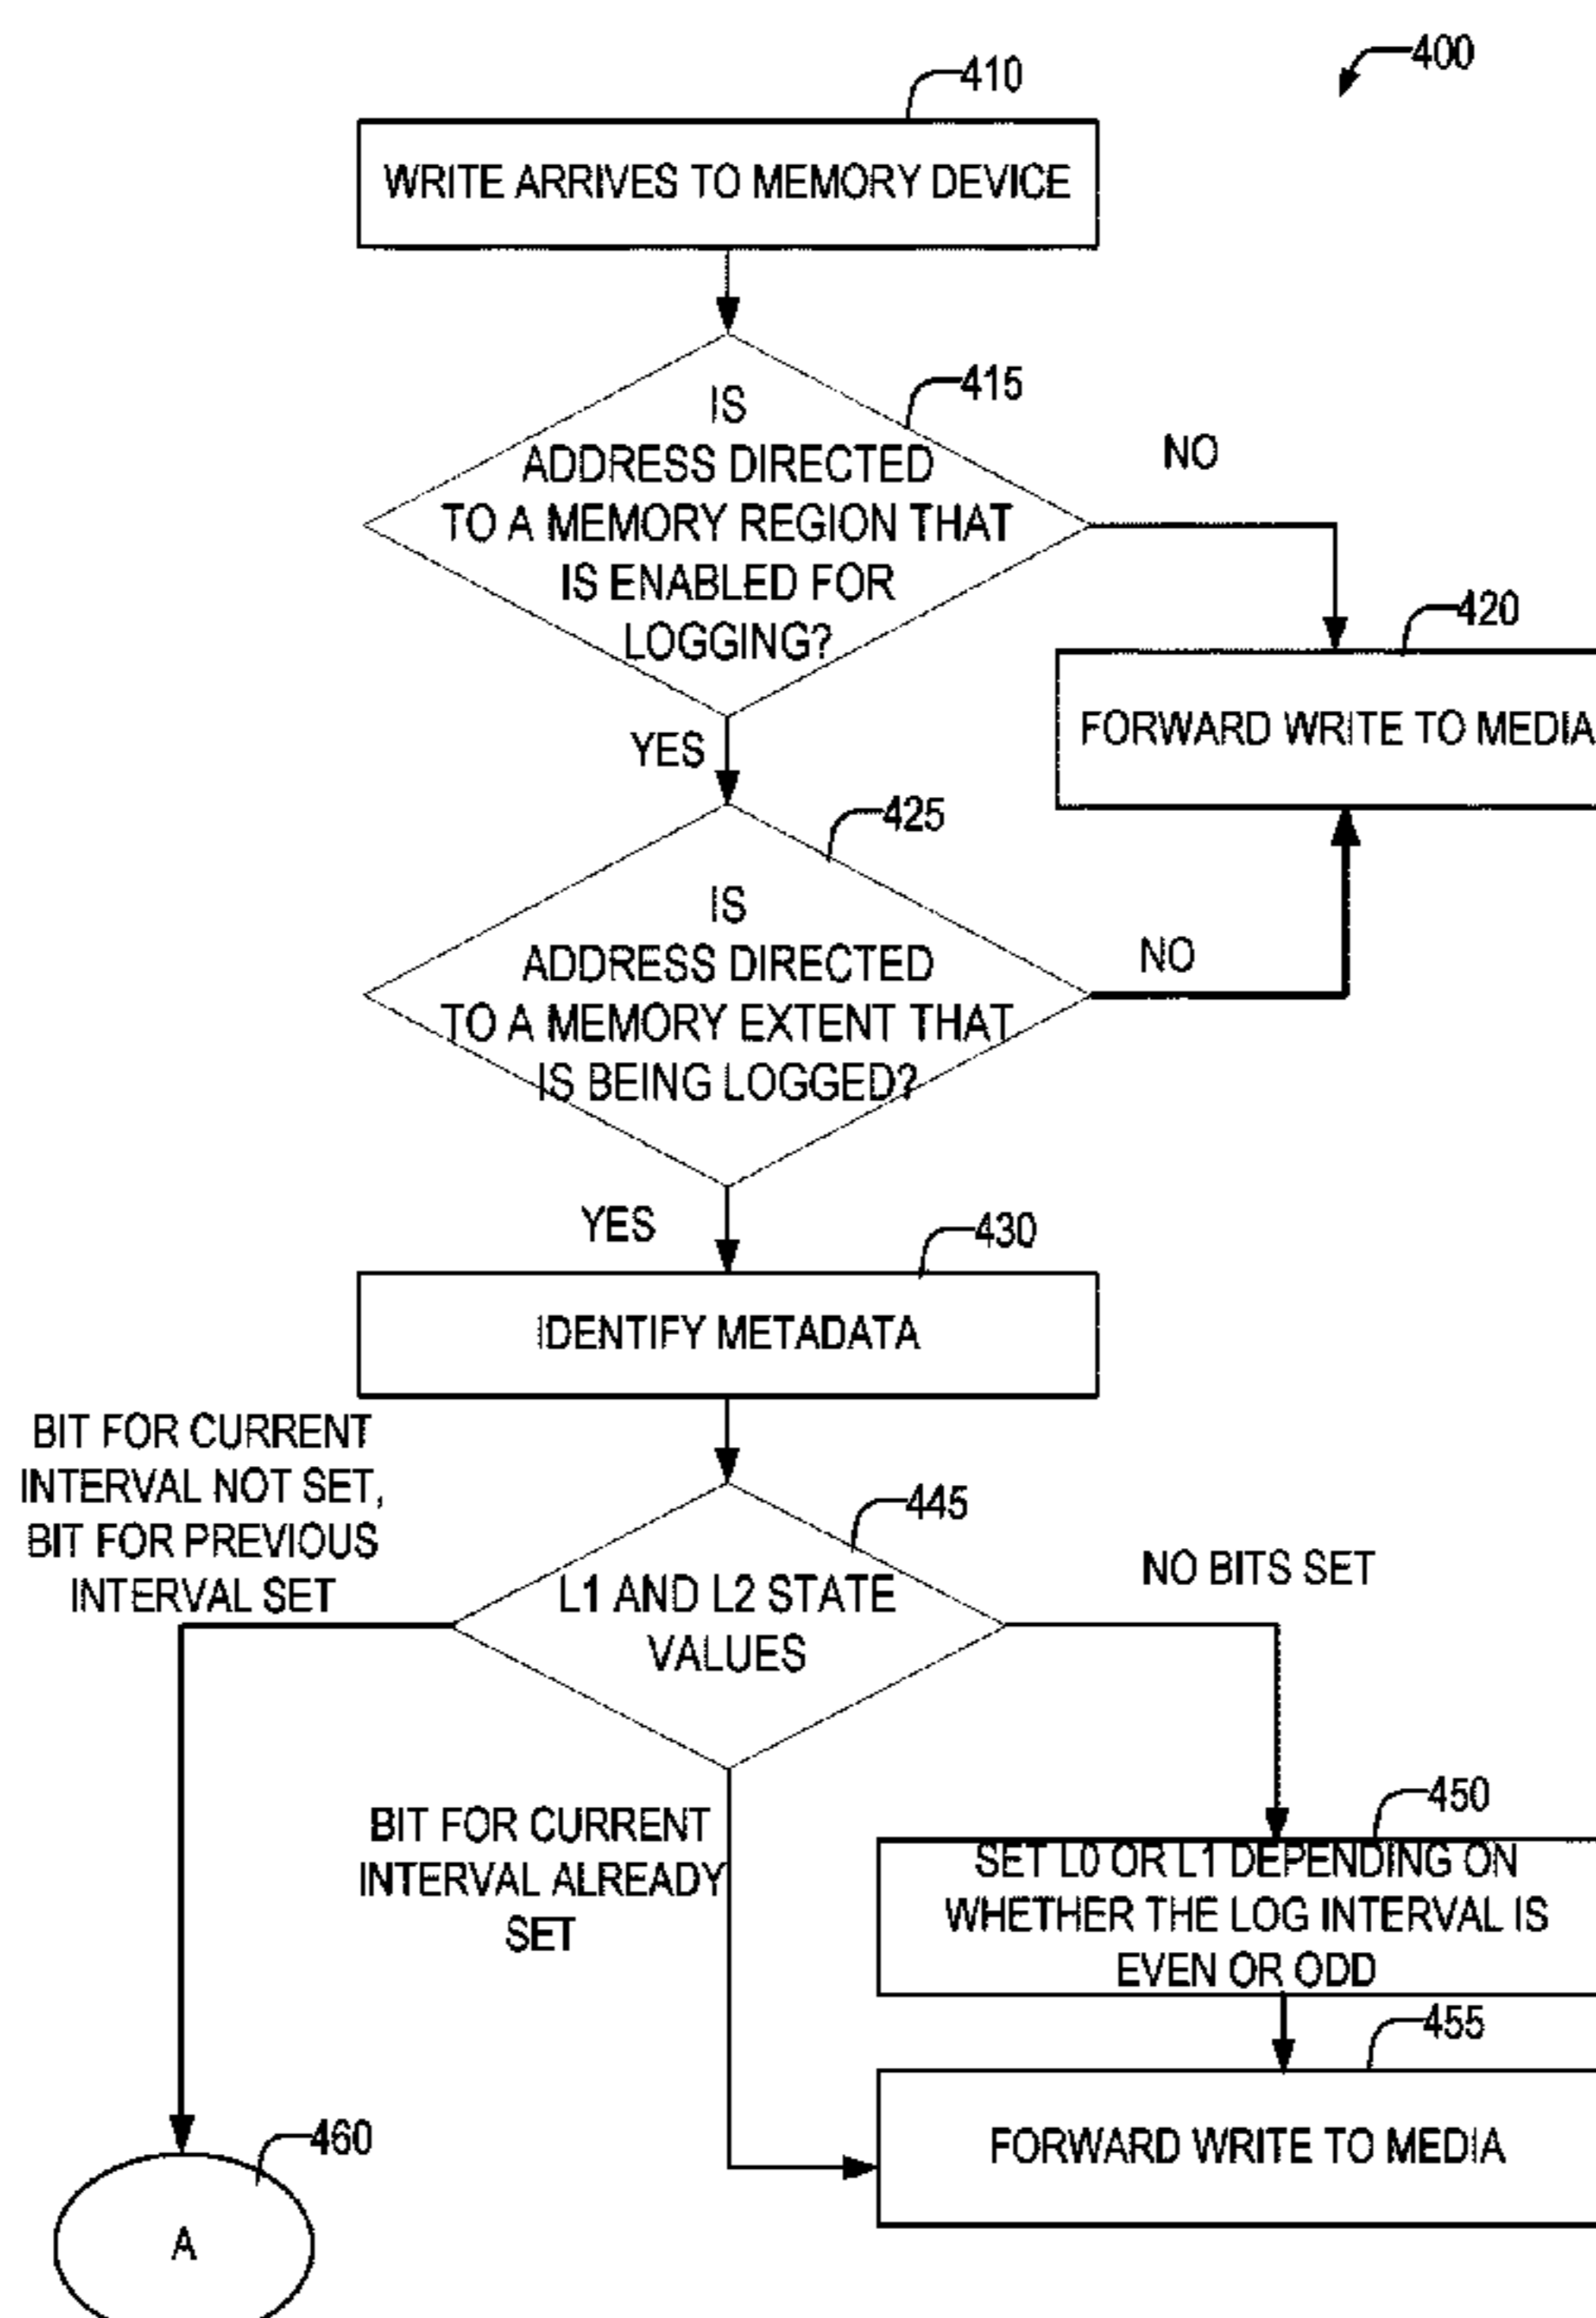 400
410
WRITE ARRIVES TO MEMORY DEVICE
415
IS
ADDRESS DIRECTED
TO A MEMORY REGION THAT
IS ENABLED FOR
LOGGING?
NO
420
FORWARD WRITE TO MEDIA
YES
425
IS
ADDRESS DIRECTED
TO A MEMORY EXTENT THAT
IS BEING LOGGED?
NO
YES
430
IDENTIFY METADATA
BIT FOR CURRENT
INTERVAL NOT SET,
BIT FOR PREVIOUS
INTERVAL SET
445
L1 AND L2 STATE
VALUES
NO BITS SET
BIT FOR CURRENT
INTERVAL ALREADY
SET
450
SET L0 OR L1 DEPENDING ON
WHETHER THE LOG INTERVAL IS
EVEN OR ODD
455
FORWARD WRITE TO MEDIA
460
A